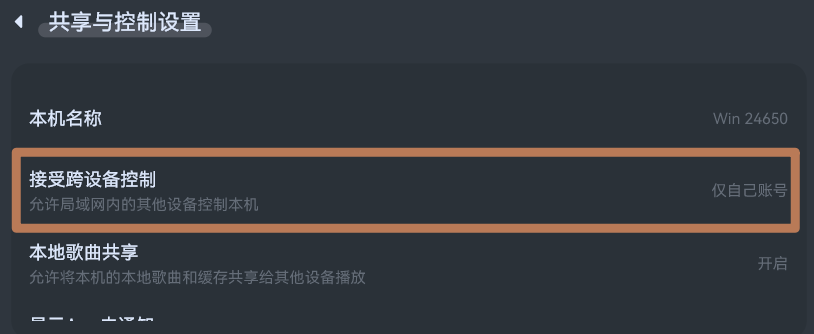 共享与控制设置
本机名称
Win 24650
接受跨设备控制
仅自己账号
允许局域网内的其他设备控制本机
本地歌曲共享
开启
允许将本机的本地歌曲和缓存共享给其他设备播放